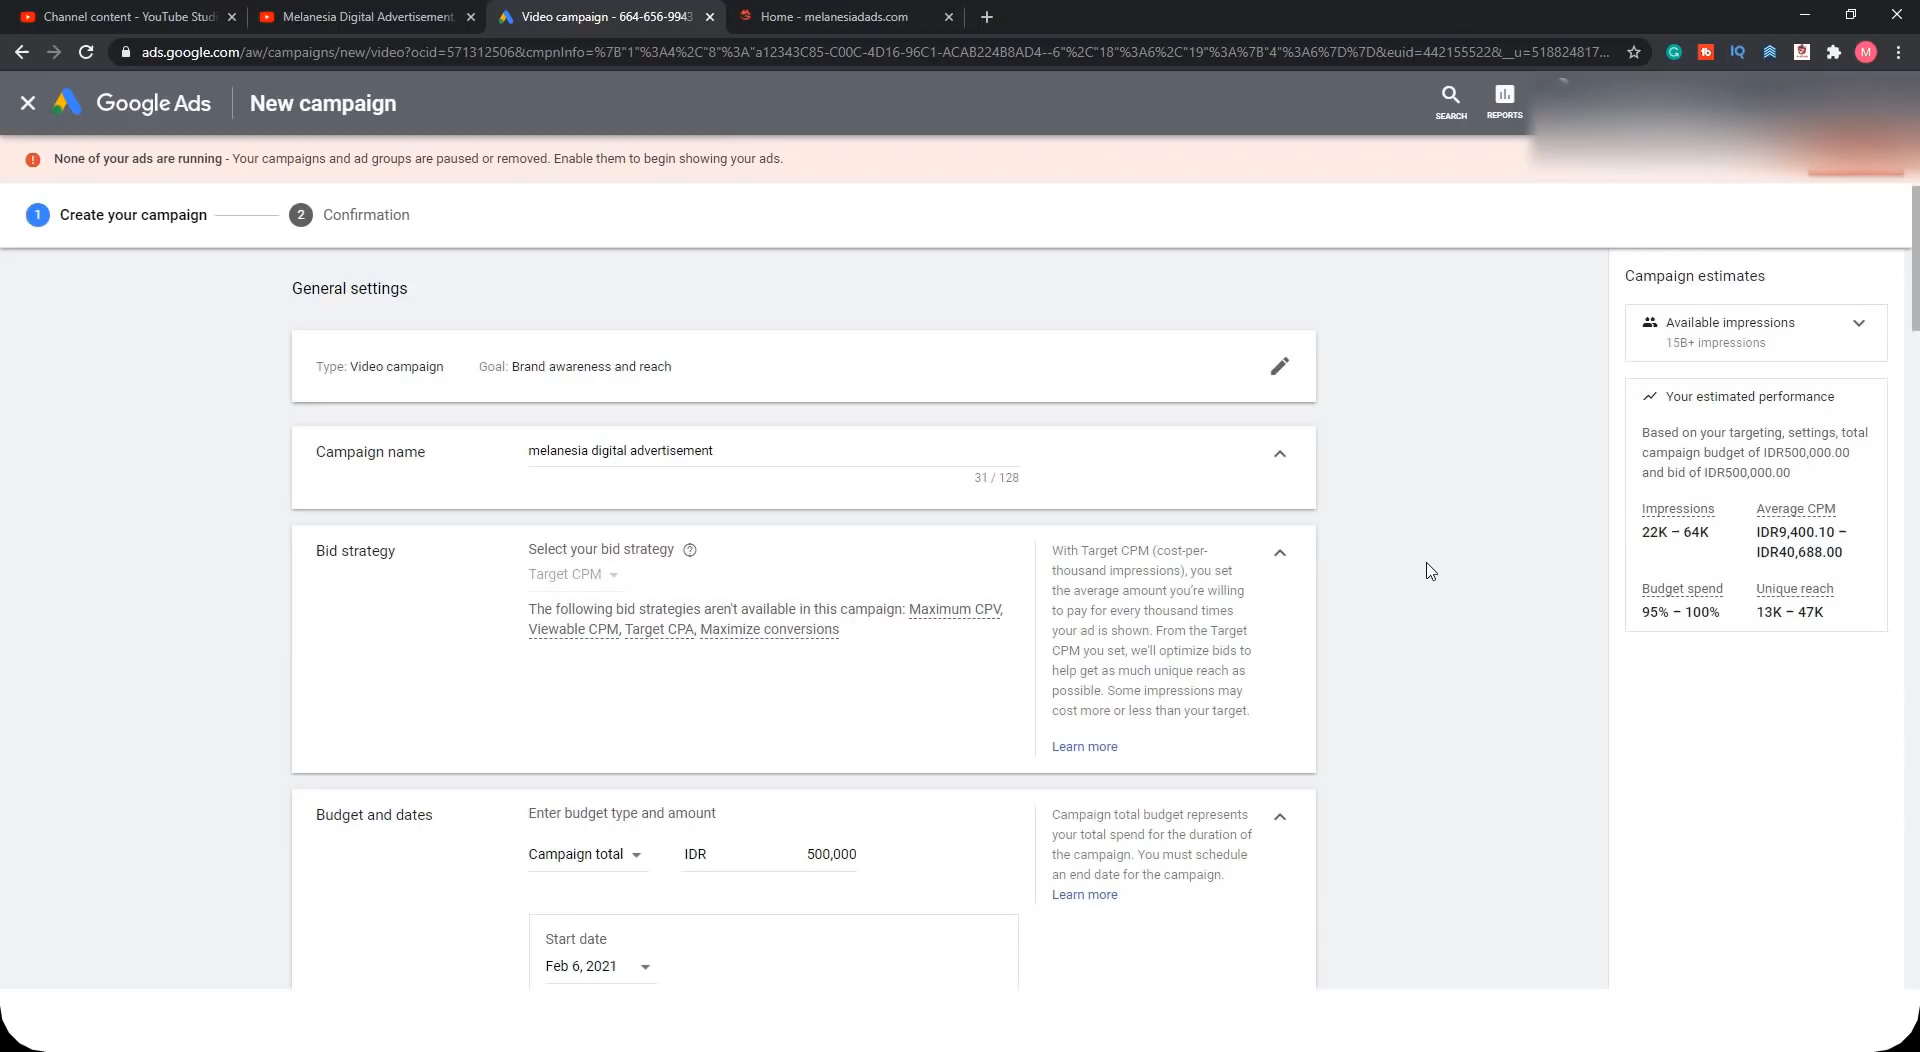 Channel content - YouTube Studi
Melanesia Digital Advertisement
Video campaign - 664-656-9943
Home - melanesiadads.com
ads.google.com/aw/campaigns/new/video?ocid=571312506&cmpnInfo=%7B"1"%3A4%2C"8"%3A"a12343C85-C00C-4D16-96C1-ACAB224B8AD4--6"%2C"18"%3A6%2C"19"%3A%7B"4"%3A6%7D%7D&euid=442155522&__u=518824817...
Google Ads
New campaign
SEARCH
REPORTS
None of your ads are running - Your campaigns and ad groups are paused or removed. Enable them to begin showing your ads.
1 Create your campaign
2 Confirmation
General settings
Type: Video campaign
Goal: Brand awareness and reach
Campaign name
melanesia digital advertisement
31 / 128
Bid strategy
Select your bid strategy
Target CPM
The following bid strategies aren't available in this campaign: Maximum CPV,
Viewable CPM, Target CPA, Maximize conversions
With Target CPM (cost-per-
thousand impressions), you set
the average amount you're willing
to pay for every thousand times
your ad is shown. From the Target
CPM you set, we'll optimize bids to
help get as much unique reach as
possible. Some impressions may
cost more or less than your target.
Learn more
Budget and dates
Enter budget type and amount
Campaign total
IDR
500,000
Campaign total budget represents
your total spend for the duration of
the campaign. You must schedule
an end date for the campaign.
Learn more
Start date
Feb 6, 2021
Campaign estimates
Available impressions
15B+ impressions
Your estimated performance
Based on your targeting, settings, total
campaign budget of IDR500,000.00
and bid of IDR500,000.00
Impressions
22K – 64K
Average CPM
IDR9,400.10 –
IDR40,688.00
Budget spend
95% – 100%
Unique reach
13K – 47K